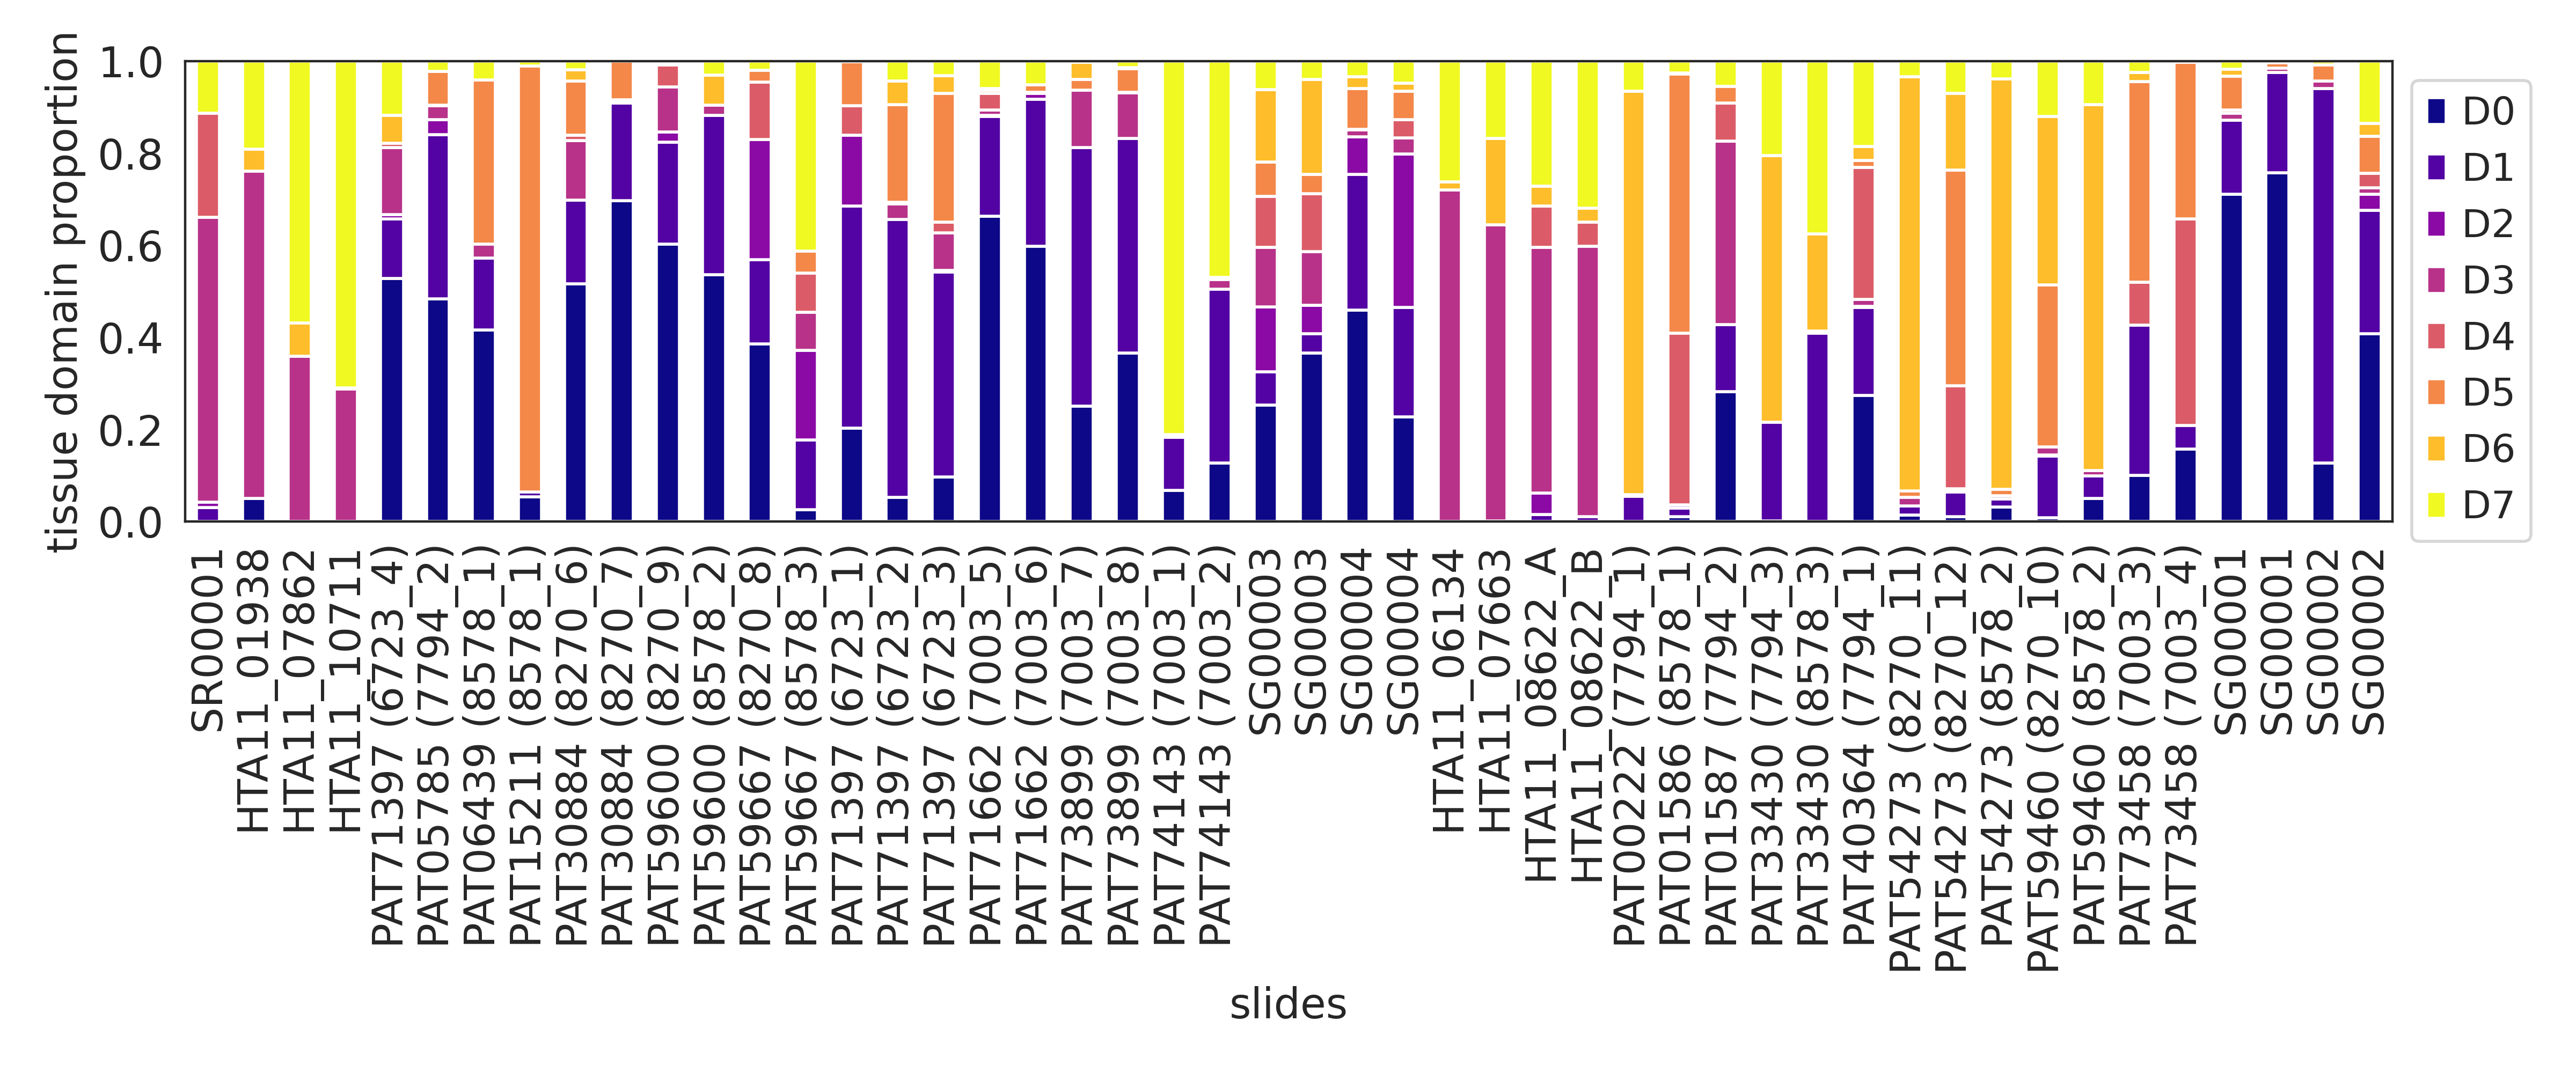 tissue domain proportion
1.0
0.8
0.6
0.4
0.2
0.0
D0
D1
D2
D3
D4
D5
D6
D7
SR00001
HTA11_01938
HTA11_07862
HTA11_10711
PAT71397 (6723_4)
PAT05785 (7794_2)
PAT06439 (8578_1)
PAT15211 (8578_1)
PAT30884 (8270_6)
PAT30884 (8270_7)
PAT59600 (8270_9)
PAT59600 (8578_2)
PAT59667 (8270_8)
PAT59667 (8578_3)
PAT71397 (6723_1)
PAT71397 (6723_2)
PAT71397 (6723_3)
PAT71662 (7003_5)
PAT71662 (7003_6)
PAT73899 (7003_7)
PAT73899 (7003_8)
PAT74143 (7003_1)
PAT74143 (7003_2)
SG00003
SG00003
SG00004
SG00004
HTA11_06134
HTA11_07663
HTA11_08622_A
HTA11_08622_B
PAT00222 (7794_1)
PAT01586 (8578_1)
PAT01587 (7794_2)
PAT33430 (7794_3)
PAT33430 (8578_3)
PAT40364 (7794_1)
PAT54273 (8270_11)
PAT54273 (8270_12)
PAT54273 (8578_2)
PAT59460 (8270_10)
PAT59460 (8578_2)
PAT73458 (7003_3)
PAT73458 (7003_4)
SG00001
SG00001
SG00002
SG00002
slides